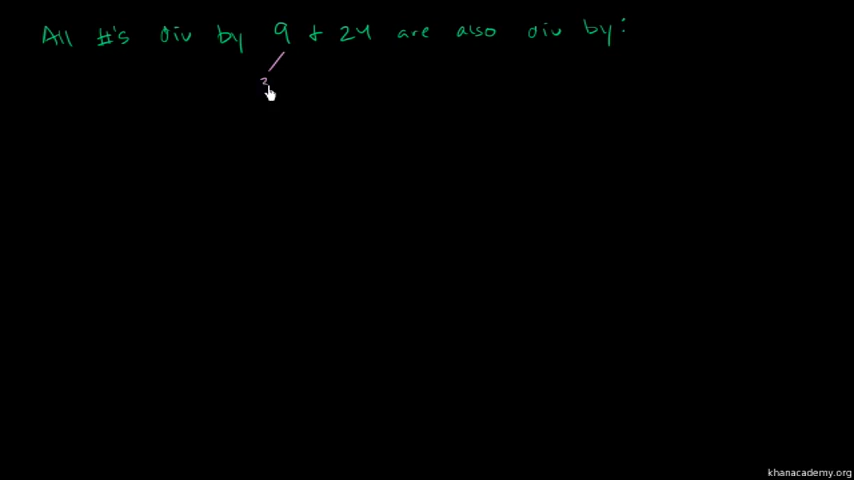 All #'s div by 9 + 24 are also div by:
khanacademy.org